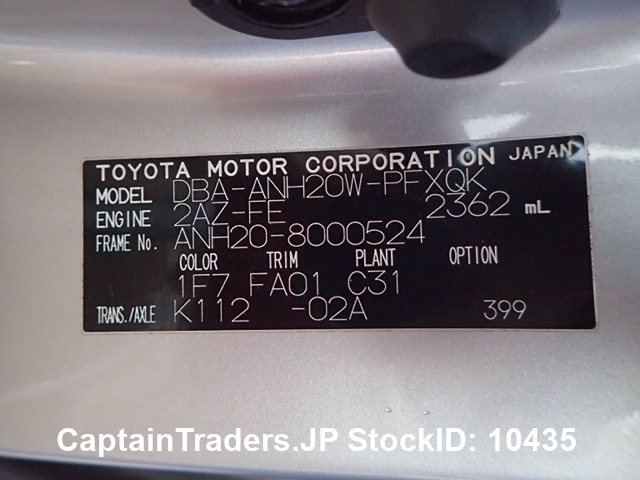 TOYOTA MOTOR CORPORATION JAPAN
MODEL DBA-ANH20W-PFXQK
ENGINE 2AZ-FE 2362 mL
FRAME No. ANH20-8000524
COLOR TRIM PLANT OPTION
1F7 FA01 C31
TRANS./AXLE K112 -02A 399
CaptainTraders.JP StockID: 10435